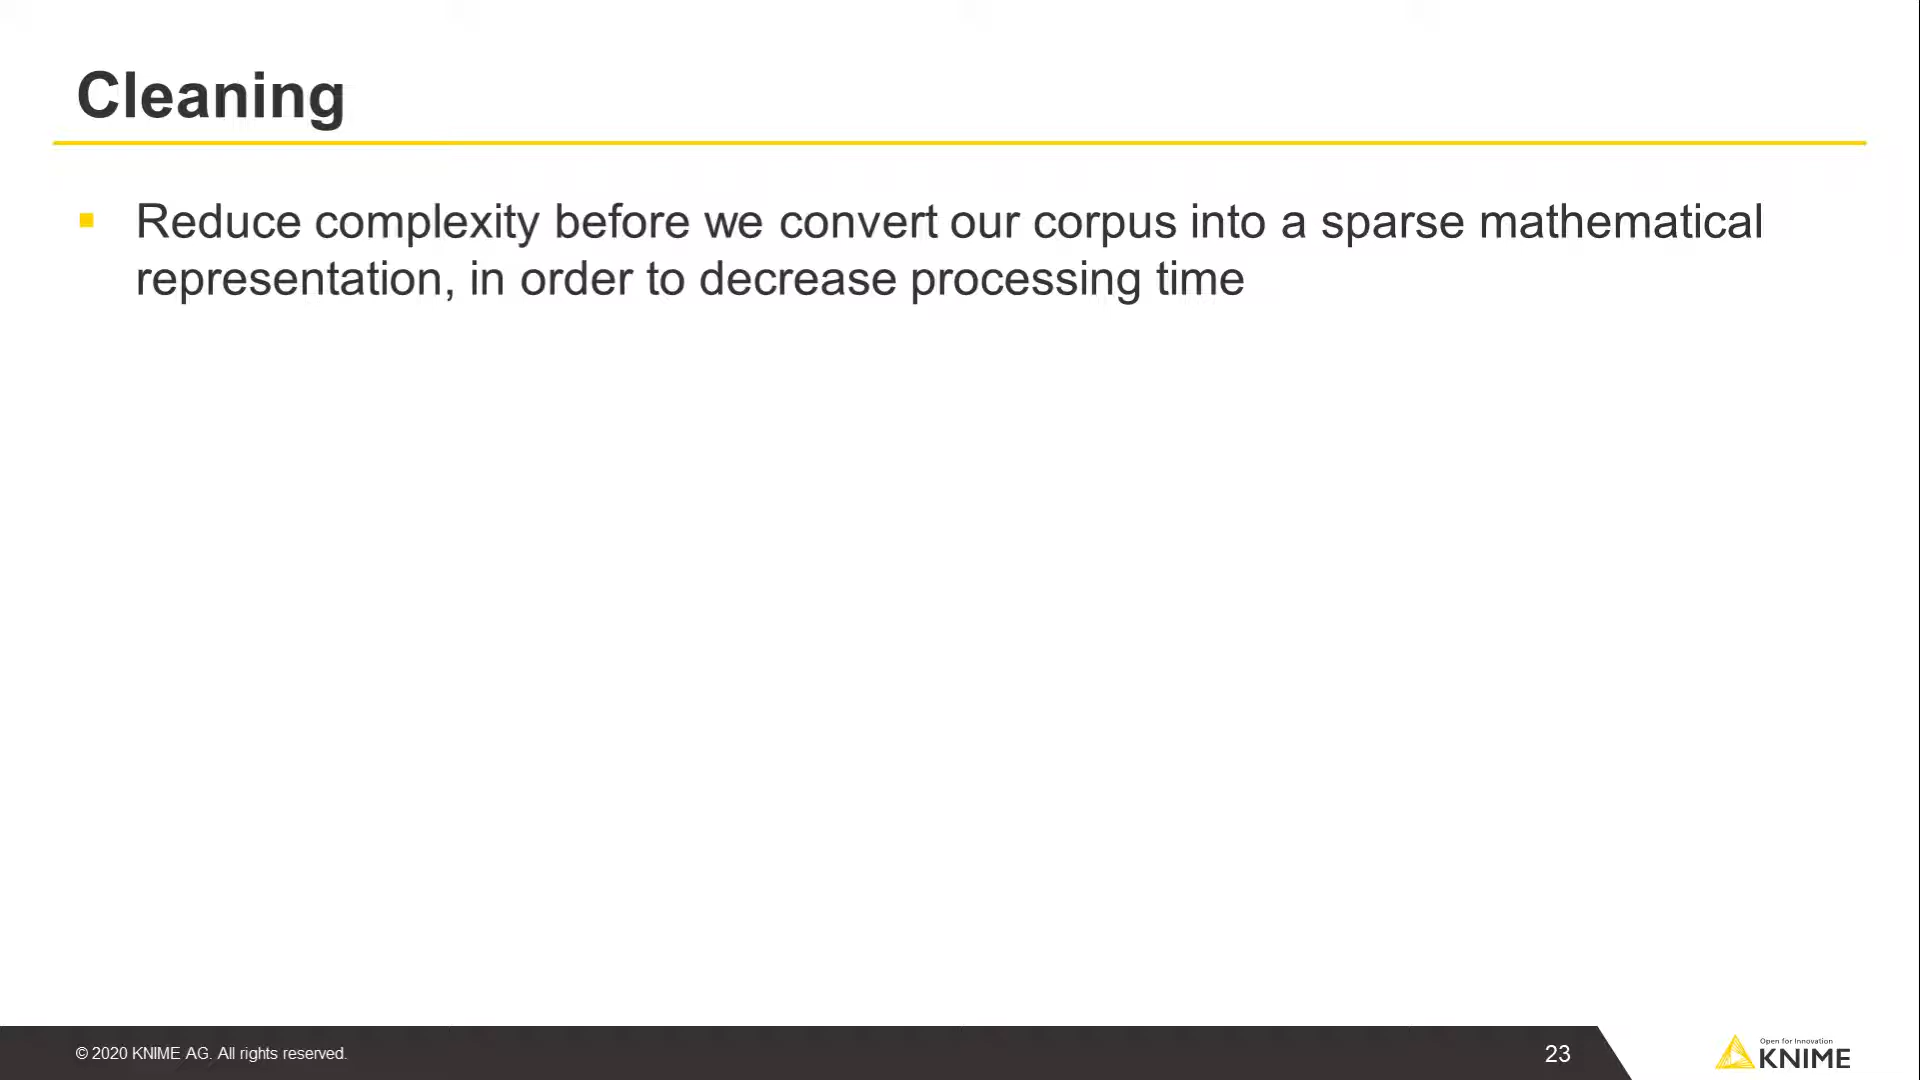 Cleaning
Reduce complexity before we convert our corpus into a sparse mathematical
representation, in order to decrease processing time
© 2020 KNIME AG. All rights reserved.
23
Open for Innovation
KNIME